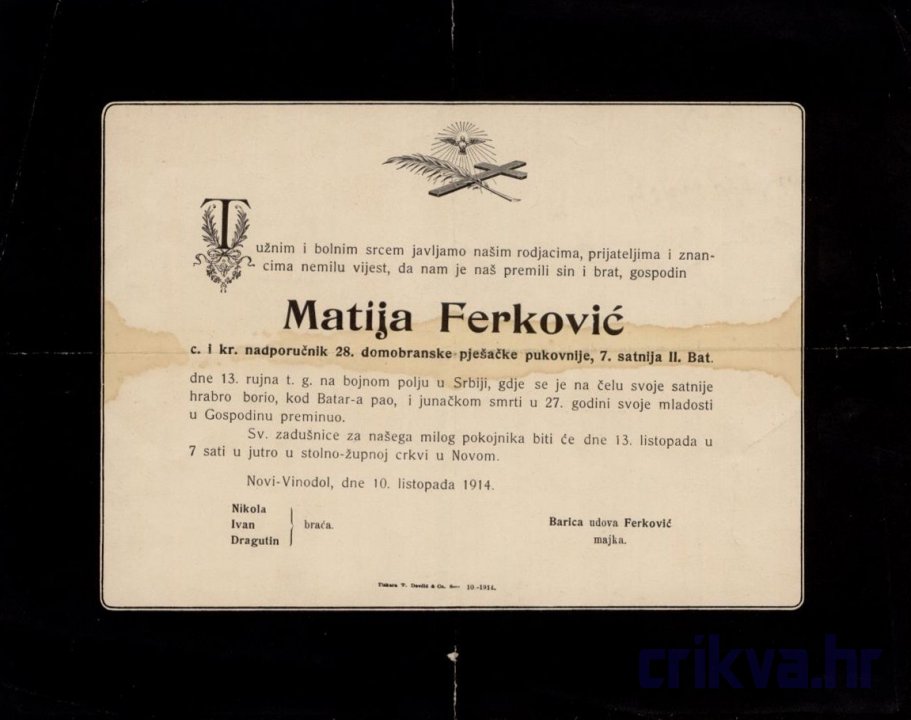 Tužnim i bolnim srcem javljamo našim rodjacima, prijateljima i znan-
cima nemilu vijest, da nam je naš premili sin i brat, gospodin
Matija Ferković
c. i kr. nadporučnik 28. domobranske pješačke pukovnije, 7. satnija II. Bat.
dne 13. rujna t. g. na bojnom polju u Srbiji, gdje se je na čelu svoje satnije
hrabro borio, kod Batar-a pao, i junačkom smrti u 27. godini svoje mladosti
u Gospodinu preminuo.
Sv. zadušnice za našega milog pokojnika biti će dne 13. listopada u
7 sati u jutro u stolno-župnoj crkvi u Novom.
Novi-Vinodol, dne 10. listopada 1914.
Nikola
Ivan
Dragutin
braća.
Barica udova Ferković
majka.
Tiskara & Co. 10.-1914.
crikva.hr